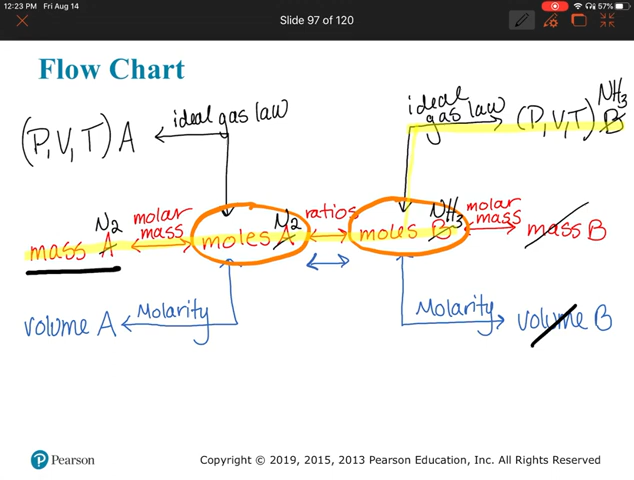 12:23 PM Fri Aug 14
57%
Slide 97 of 120
Flow Chart
(P,V,T) A
ideal gas law
ideal
gas law
(P,V,T) B
NH3
mass A
N2
molar
mass
moles A
N2
ratios
moles B
NH3
molar
mass
mass B
volume A
Molarity
Molarity
volume B
Pearson
Copyright © 2019, 2015, 2013 Pearson Education, Inc. All Rights Reserved